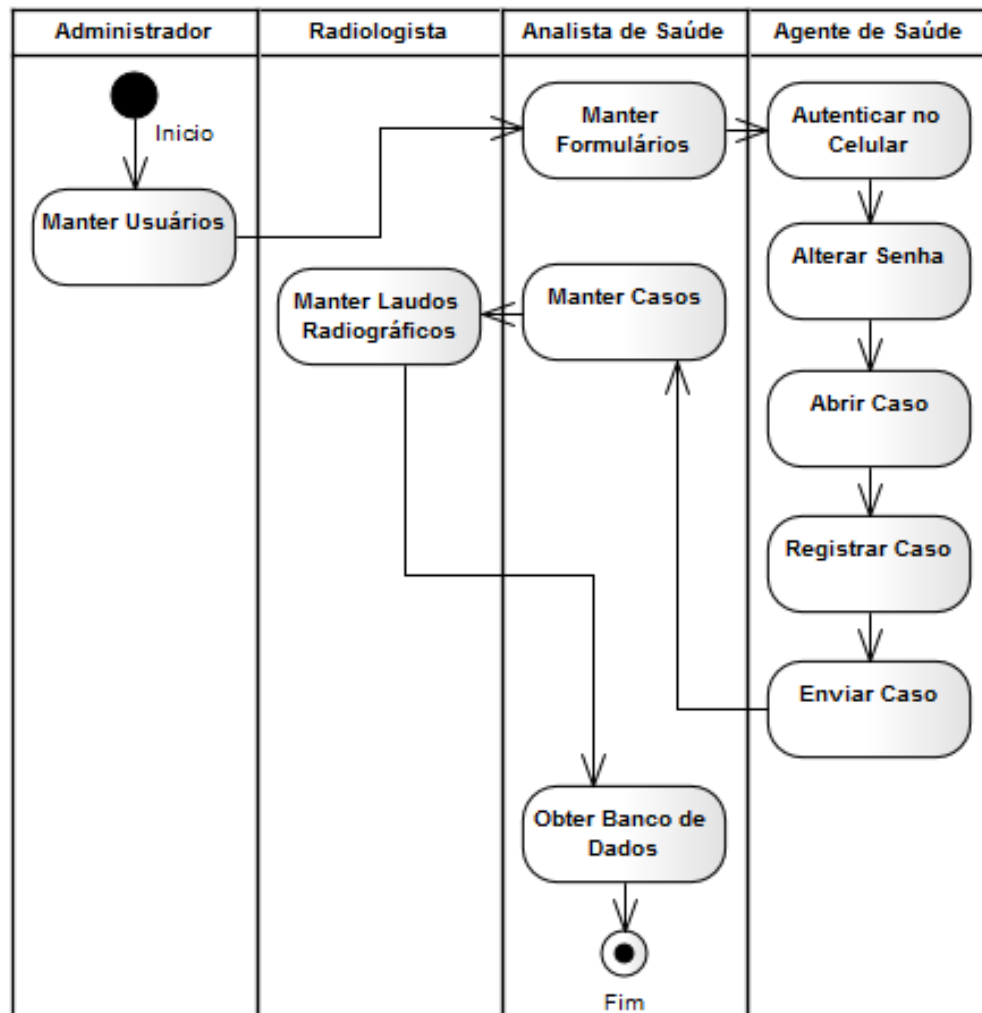 Administrador
Radiologista
Analista de Saúde
Agente de Saúde
Inicio
Manter Usuários
Manter
Formulários
Autenticar no
Celular
Alterar Senha
Manter Casos
Manter Laudos
Radiográficos
Abrir Caso
Registrar Caso
Enviar Caso
Obter Banco de
Dados
Fim